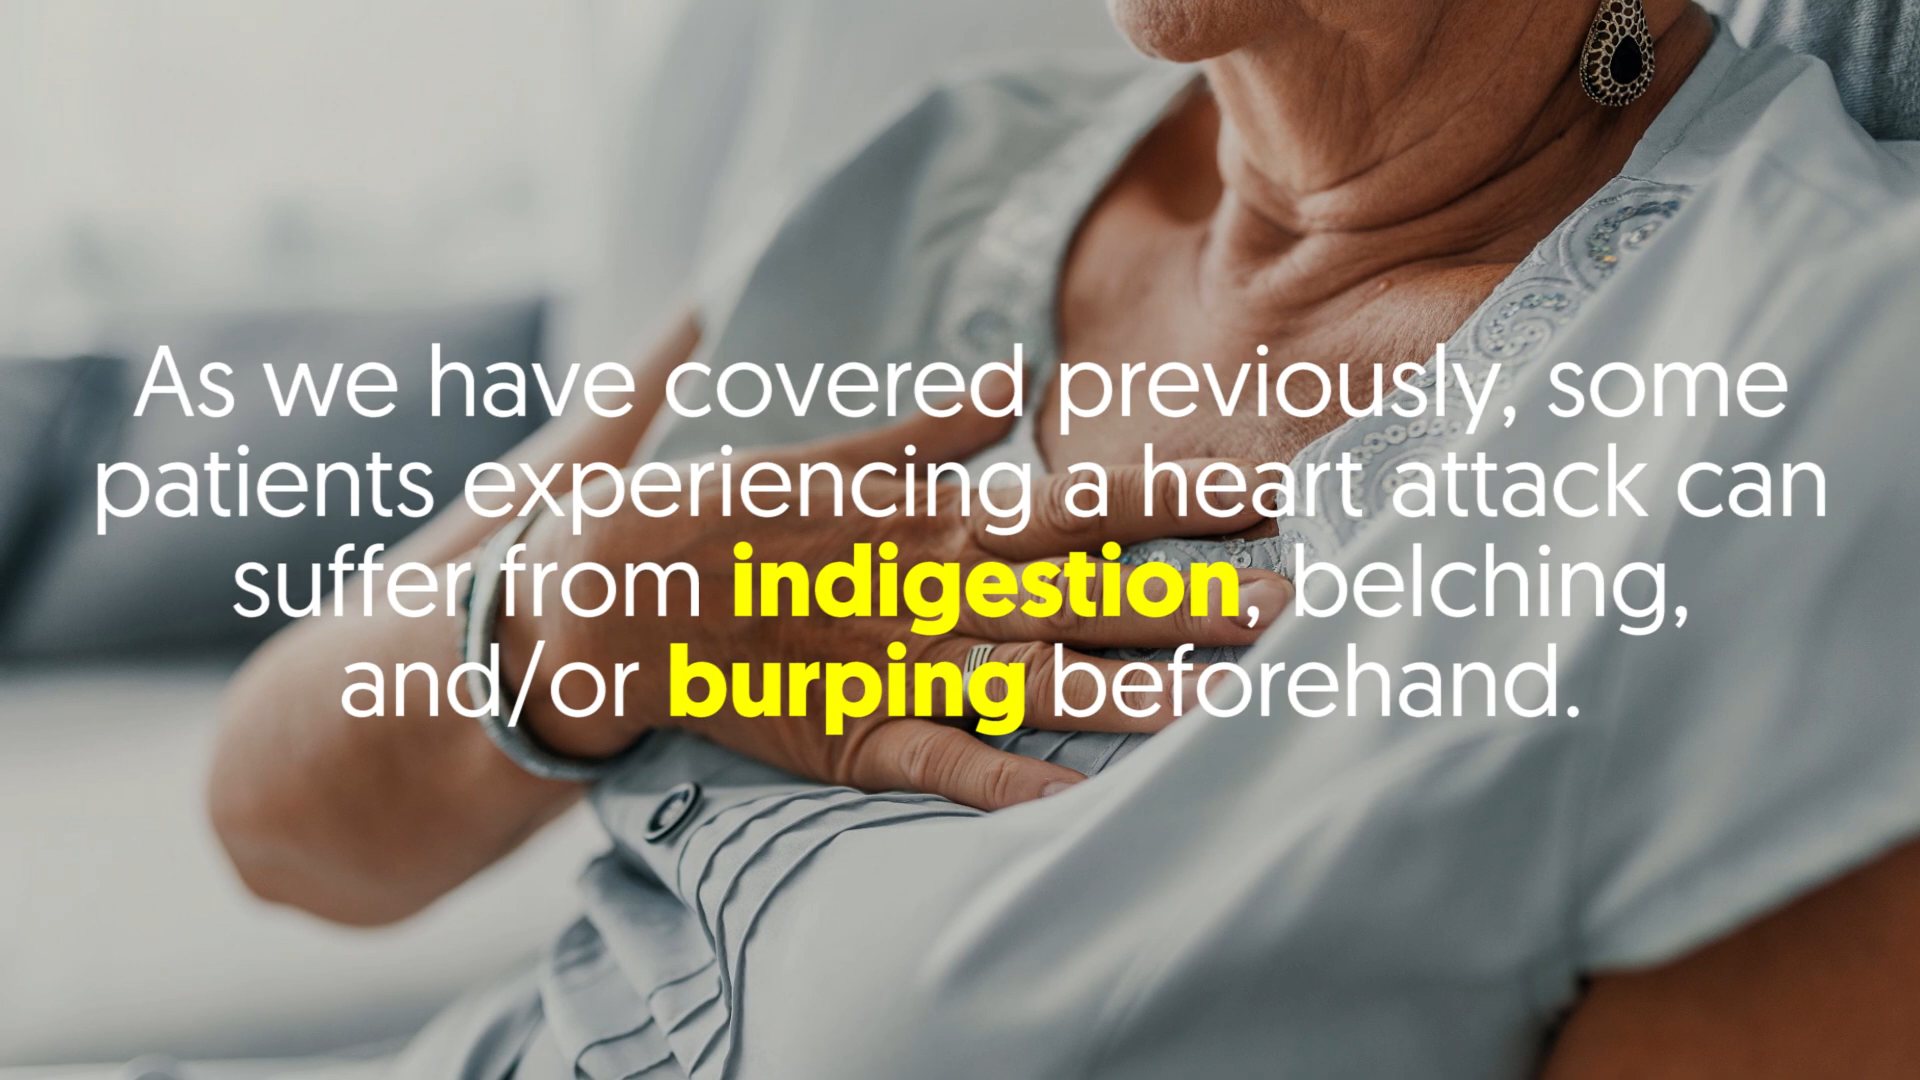 As we have covered previously, some
patients experiencing a heart attack can
suffer from indigestion, belching,
and/or burping beforehand.